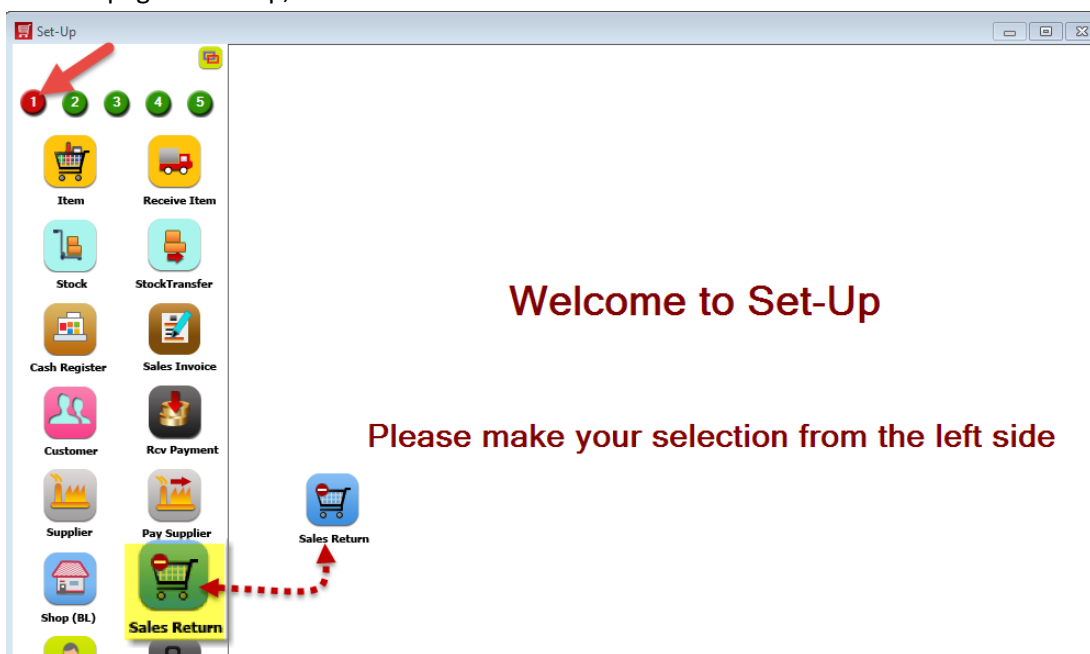 Set-Up
1 2 3 4 5
Item Receive Item
Stock StockTransfer
Cash Register Sales Invoice
Welcome to Set-Up
Customer Rcv Payment
Please make your selection from the left side
Supplier Pay Supplier
Sales Return
Shop (BL) Sales Return